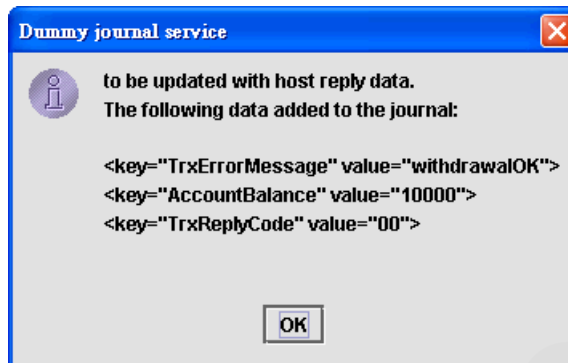 Dummy journal service
to be updated with host reply data.
The following data added to the journal:
<key="TrxErrorMessage" value="withdrawalOK">
<key="AccountBalance" value="10000">
<key="TrxReplyCode" value="00">
OK